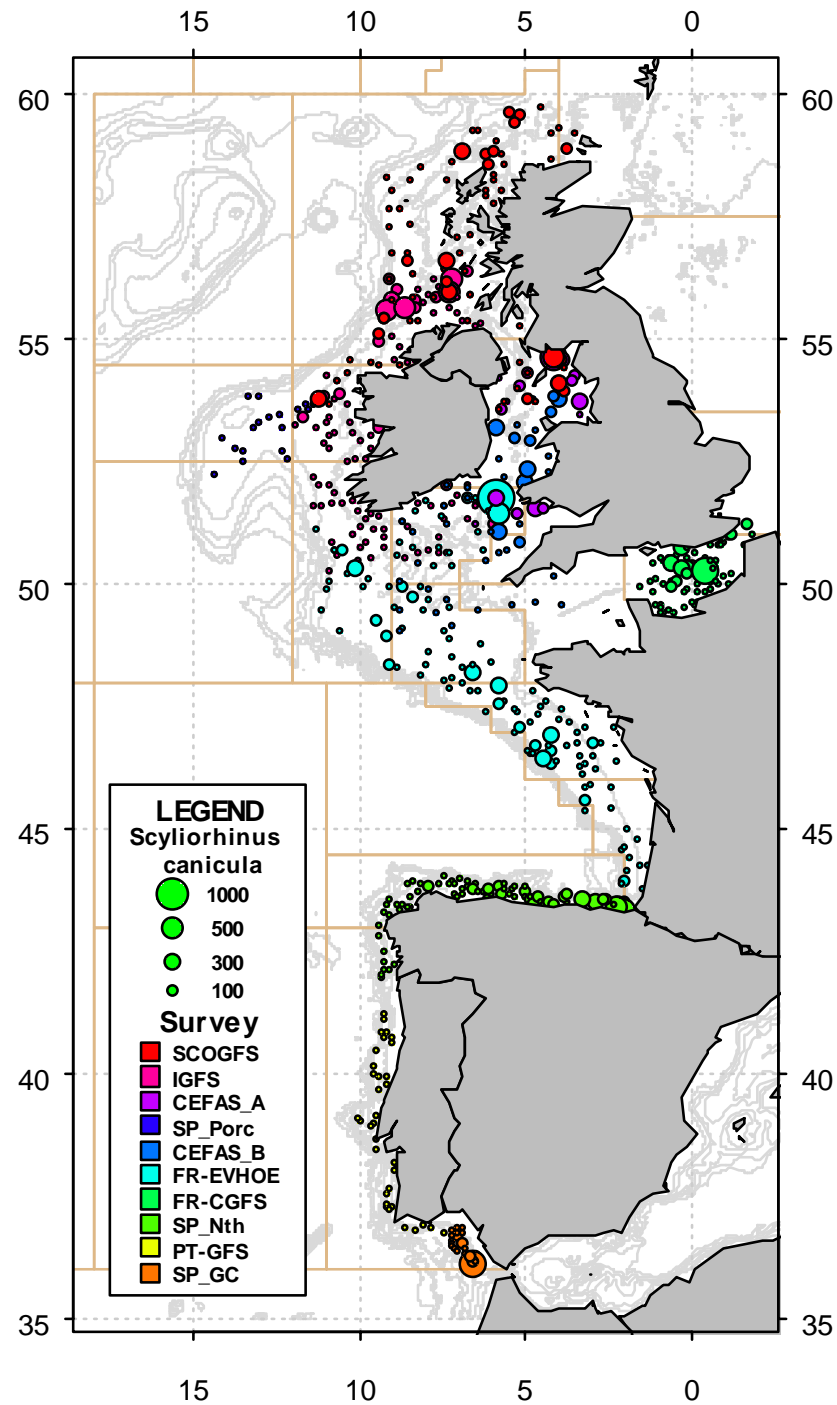 15 10 5 0
60 60
55 55
50 50
45 45
40 40
35 35
LEGEND
Scyliorhinus
canicula
1000
500
300
100
Survey
SCOGFS
IGFS
CEFAS_A
SP_Porc
CEFAS_B
FR-EVHOE
FR-CGFS
SP_Nth
PT-GFS
SP_GC
15 10 5 0